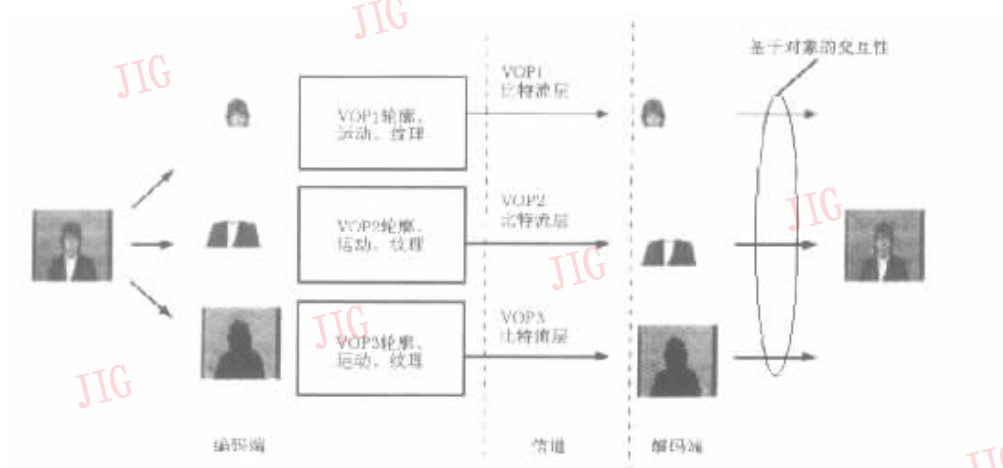 JIG
JIG
基于对象的交互性
VOP1
比特流层
VOP1轮廓、
运动、纹理
VOP2
比特流层
JIG
VOP2轮廓、
运动、纹理
JIG
VOP3
比特流层
JIG
VOP3轮廓、
运动、纹理
JIG
编码端
信道
解码端
JIG